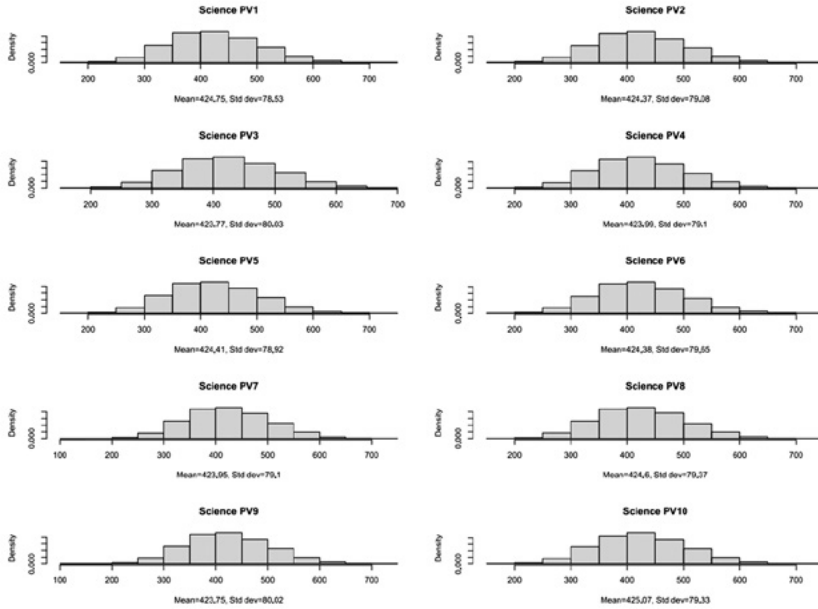 Science PV1
Density
0.000
200 300 400 500 600 700
Mean=424.75, Std dev=78.53
Science PV2
Density
0.000
200 300 400 500 600 700
Mean=424.37, Std dev=79.08
Science PV3
Density
0.000
200 300 400 500 600 700
Mean=423.77, Std dev=80.03
Science PV4
Density
0.000
200 300 400 500 600 700
Mean=423.99, Std dev=79.1
Science PV5
Density
0.000
200 300 400 500 600 700
Mean=424.41, Std dev=78.92
Science PV6
Density
0.000
200 300 400 500 600 700
Mean=424.38, Std dev=79.65
Science PV7
Density
0.000
100 200 300 400 500 600 700
Mean=423.95, Std dev=79.1
Science PV8
Density
0.000
200 300 400 500 600 700
Mean=424.6, Std dev=79.37
Science PV9
Density
0.000
100 200 300 400 500 600 700
Mean=423.75, Std dev=80.02
Science PV10
Density
0.000
200 300 400 500 600 700
Mean=425.07, Std dev=79.33